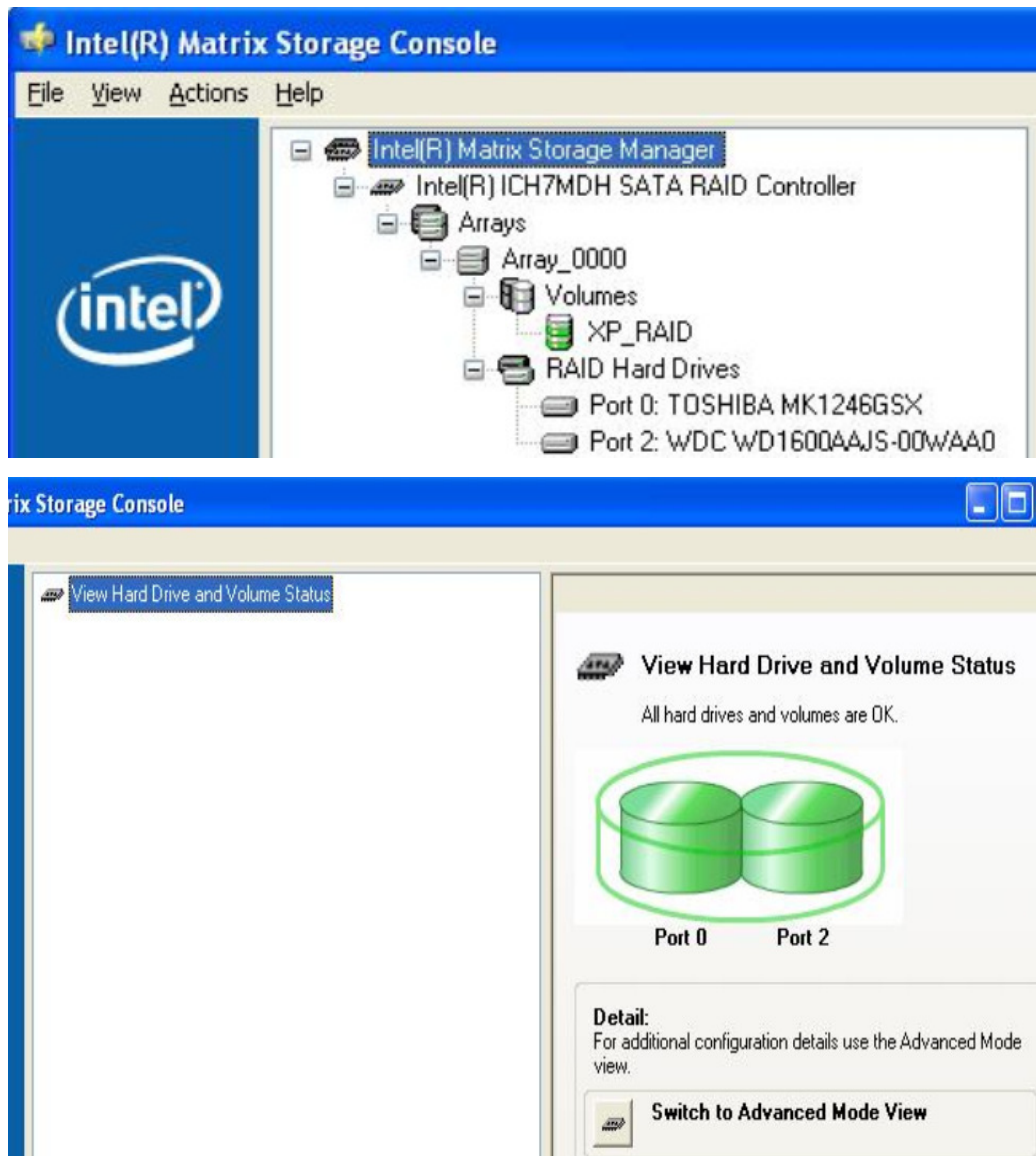 Intel(R) Matrix Storage Console
File View Actions Help
Intel(R) Matrix Storage Manager
Intel(R) ICH7MDH SATA RAID Controller
Arrays
Array_0000
Volumes
XP_RAID
RAID Hard Drives
Port 0: TOSHIBA MK1246GSX
Port 2: WDC WD1600AAJS-00WAA0
intel
rix Storage Console
View Hard Drive and Volume Status
View Hard Drive and Volume Status
All hard drives and volumes are OK.
Port 0 Port 2
Detail:
For additional configuration details use the Advanced Mode
view.
Switch to Advanced Mode View